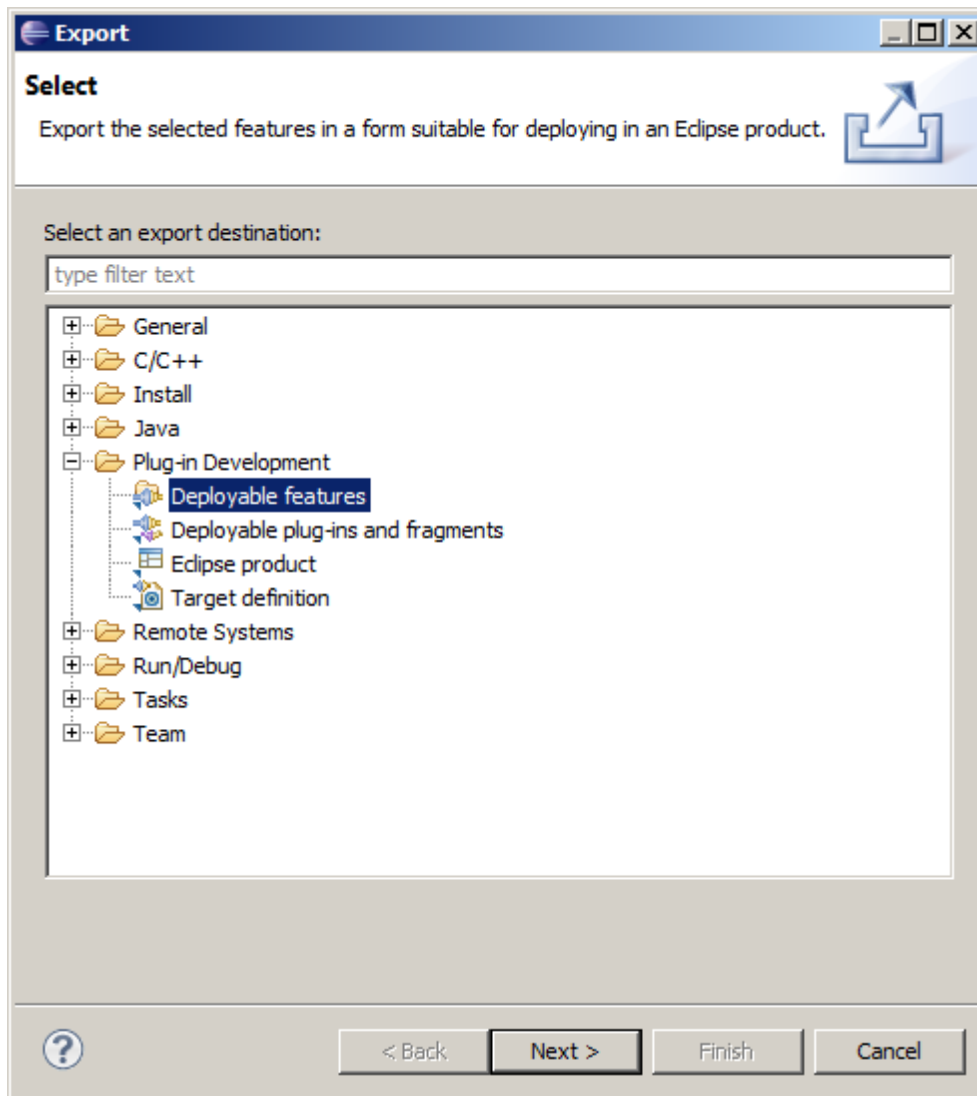 Export
Select
Export the selected features in a form suitable for deploying in an Eclipse product.
Select an export destination:
type filter text
General
C/C++
Install
Java
Plug-in Development
Deployable features
Deployable plug-ins and fragments
Eclipse product
Target definition
Remote Systems
Run/Debug
Tasks
Team
? < Back Next > Finish Cancel